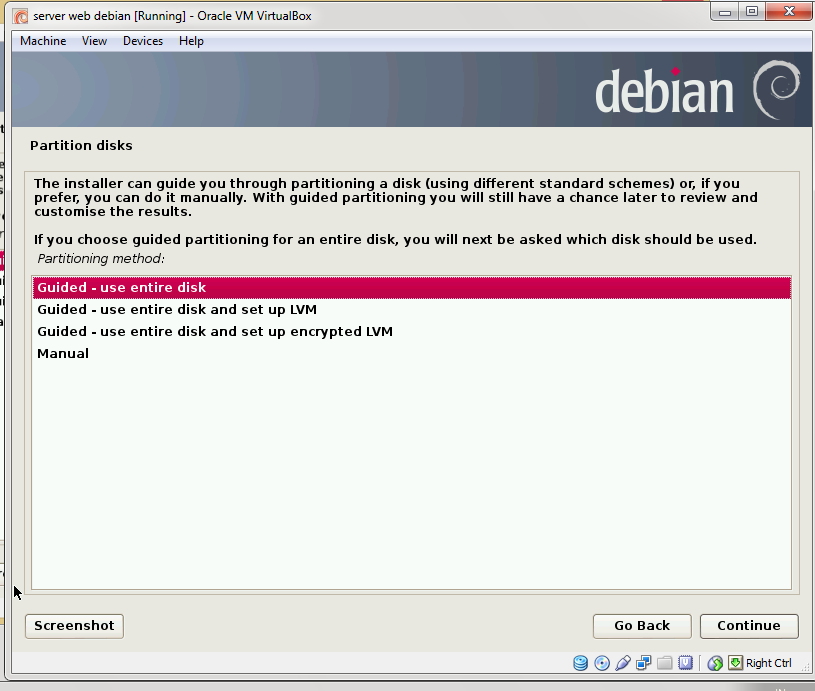 server web debian [Running] - Oracle VM VirtualBox
Machine View Devices Help
debian
Partition disks
The installer can guide you through partitioning a disk (using different standard schemes) or, if you
prefer, you can do it manually. With guided partitioning you will still have a chance later to review and
customise the results.
If you choose guided partitioning for an entire disk, you will next be asked which disk should be used.
Partitioning method:
Guided - use entire disk
Guided - use entire disk and set up LVM
Guided - use entire disk and set up encrypted LVM
Manual
Screenshot
Go Back
Continue
Right Ctrl